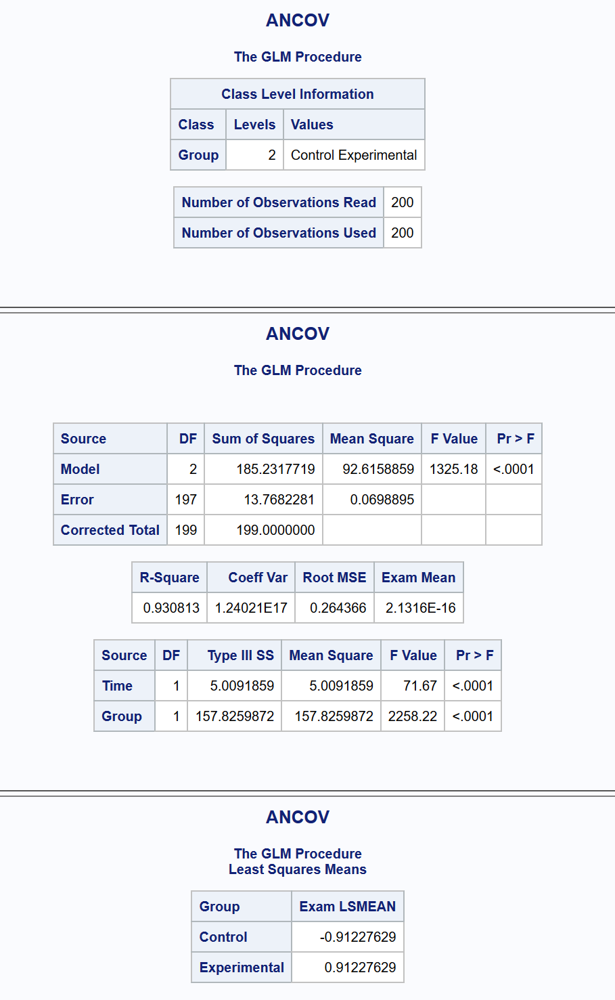 ANCOV
The GLM Procedure
Class Level Information
Class Levels Values
Group 2 Control Experimental
Number of Observations Read 200
Number of Observations Used 200
ANCOV
The GLM Procedure
Source DF Sum of Squares Mean Square F Value Pr > F
Model 2 185.2317719 92.6158859 1325.18 <.0001
Error 197 13.7682281 0.0698895
Corrected Total 199 199.0000000
R-Square Coeff Var Root MSE Exam Mean
0.930813 1.24021E17 0.264366 2.1316E-16
Source DF Type III SS Mean Square F Value Pr > F
Time 1 5.0091859 5.0091859 71.67 <.0001
Group 1 157.8259872 157.8259872 2258.22 <.0001
ANCOV
The GLM Procedure
Least Squares Means
Group Exam LSMEAN
Control -0.91227629
Experimental 0.91227629